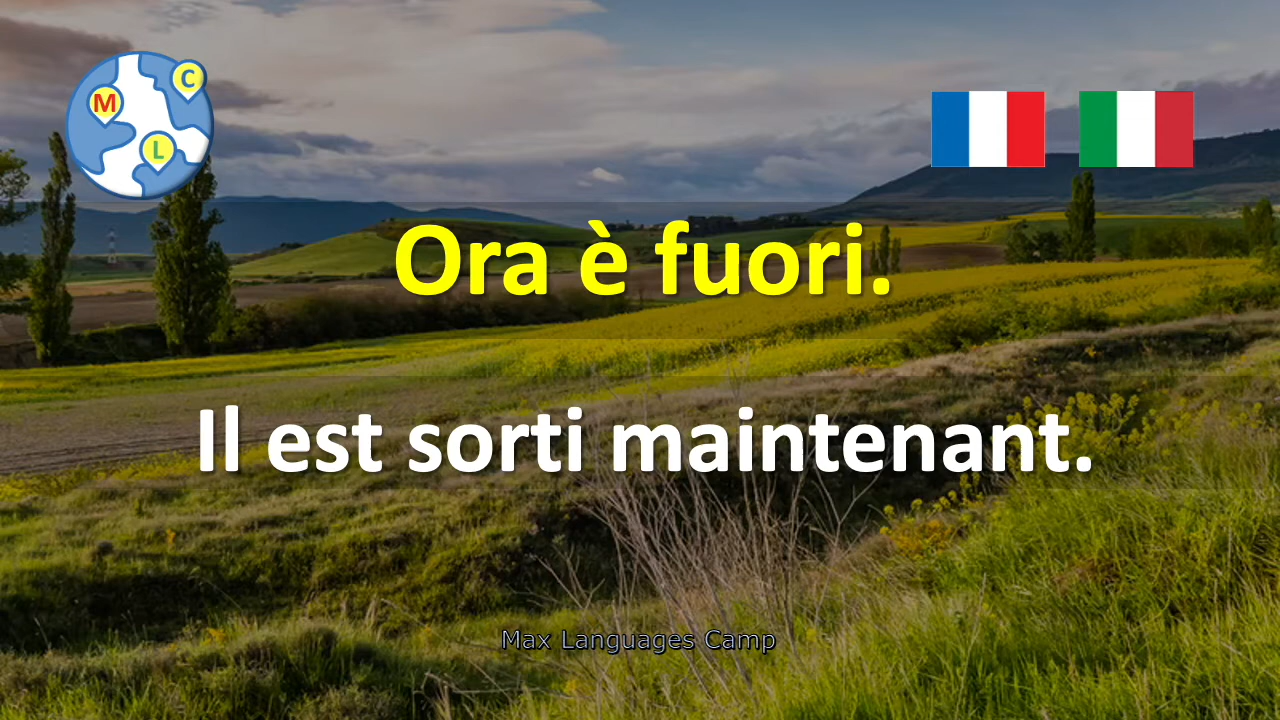 M
C
L
Ora è fuori.
Il est sorti maintenant.
Max Languages Camp